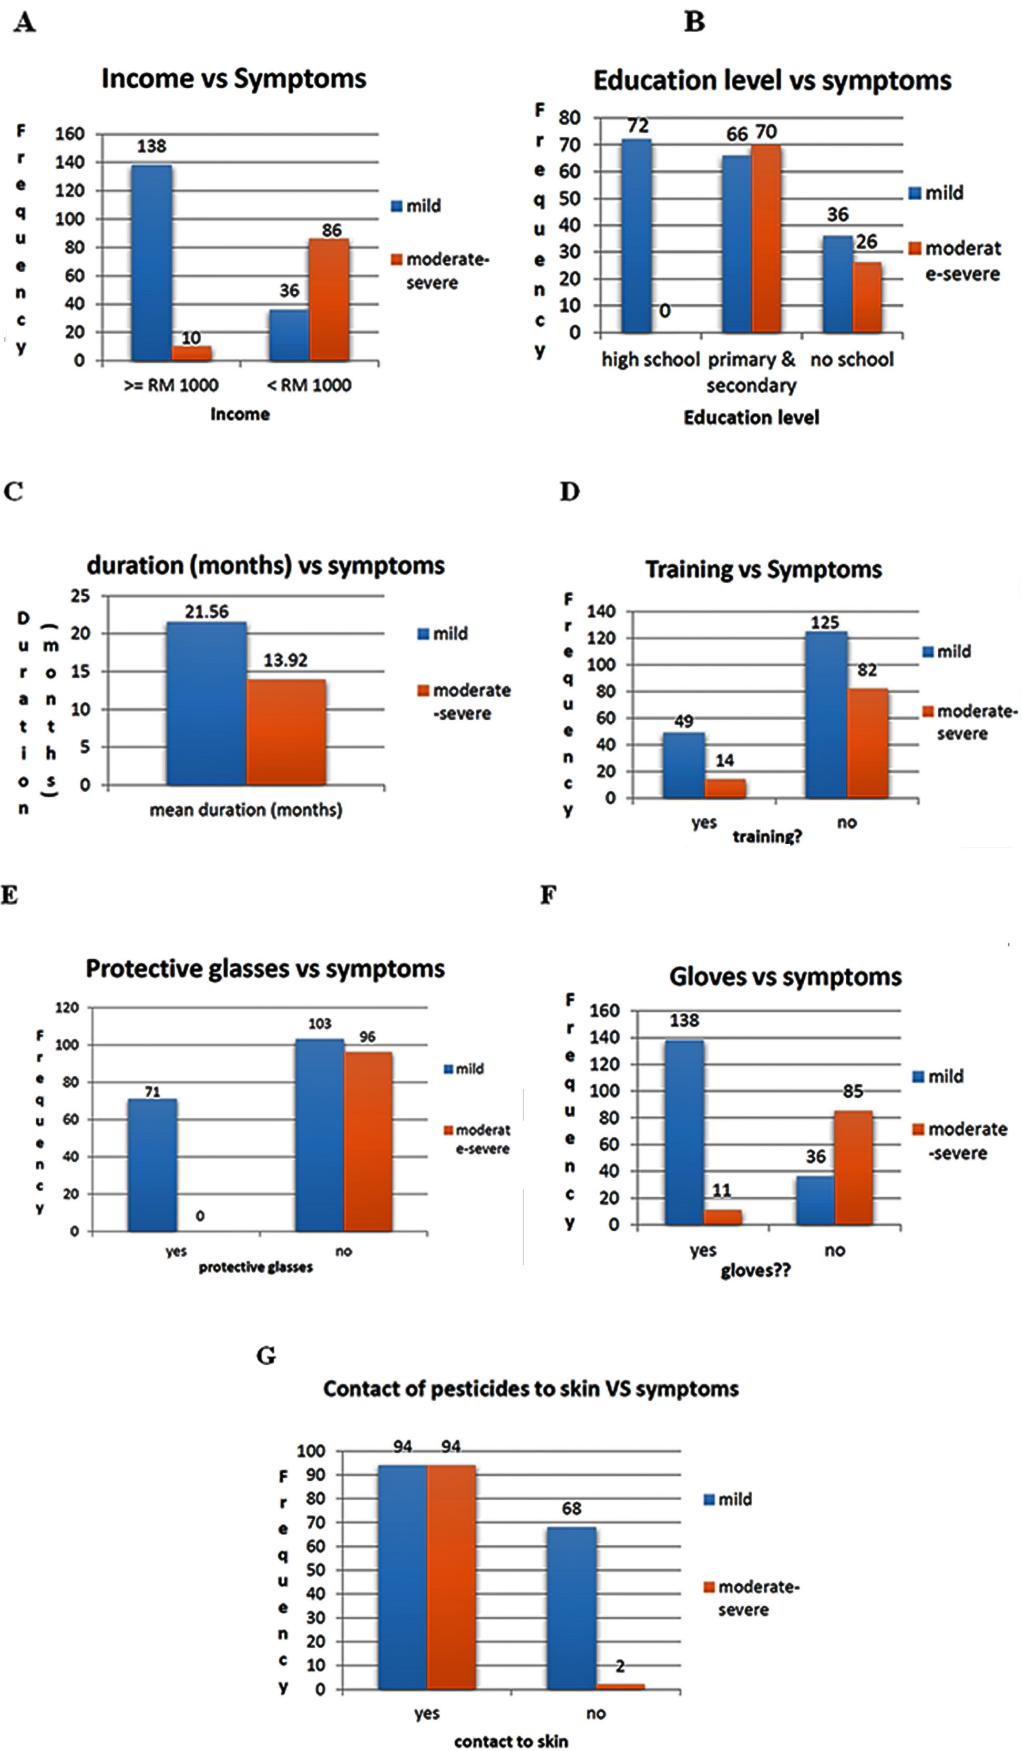 A
Income vs Symptoms
Frequency
160
140
120
100
80
60
40
20
0
138
10
36
86
>= RM 1000
< RM 1000
Income
mild
moderate-
severe
B
Education level vs symptoms
Frequency
80
70
60
50
40
30
20
10
0
72
0
66
70
36
26
high school
primary &
secondary
no school
Education level
mild
moderat
e-severe
C
duration (months) vs symptoms
Duration
(months)
25
20
15
10
5
0
21.56
13.92
mean duration (months)
mild
moderate
-severe
D
Training vs Symptoms
Frequency
140
120
100
80
60
40
20
0
49
14
125
82
yes
no
training?
mild
moderate-
severe
E
Protective glasses vs symptoms
Frequency
120
100
80
60
40
20
0
71
0
103
96
yes
no
protective glasses
mild
moderat
e-severe
F
Gloves vs symptoms
Frequency
160
140
120
100
80
60
40
20
0
138
11
36
85
yes
no
gloves??
mild
moderate
-severe
G
Contact of pesticides to skin VS symptoms
Frequency
100
90
80
70
60
50
40
30
20
10
0
94
94
68
2
yes
no
contact to skin
mild
moderate-
severe